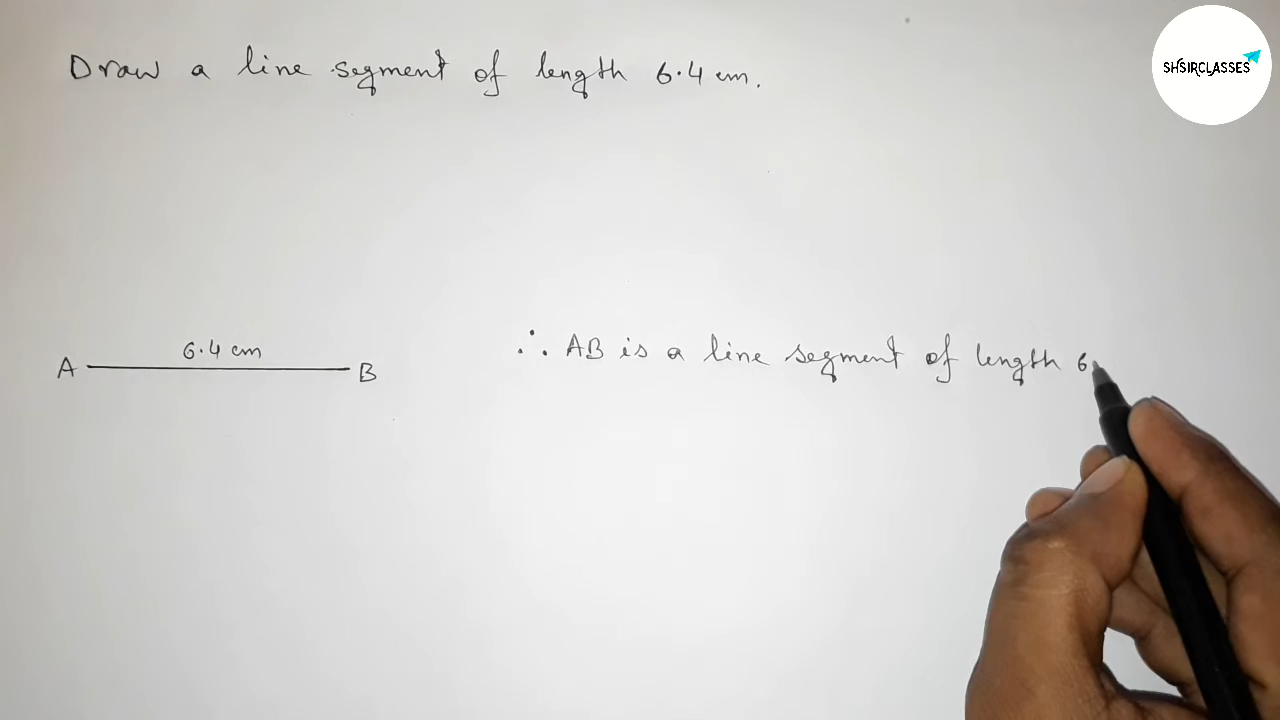 Draw a line segment of length 6.4 cm.
SHSIRCLASSES
6.4 cm
A B
∴ AB is a line segment of length 6